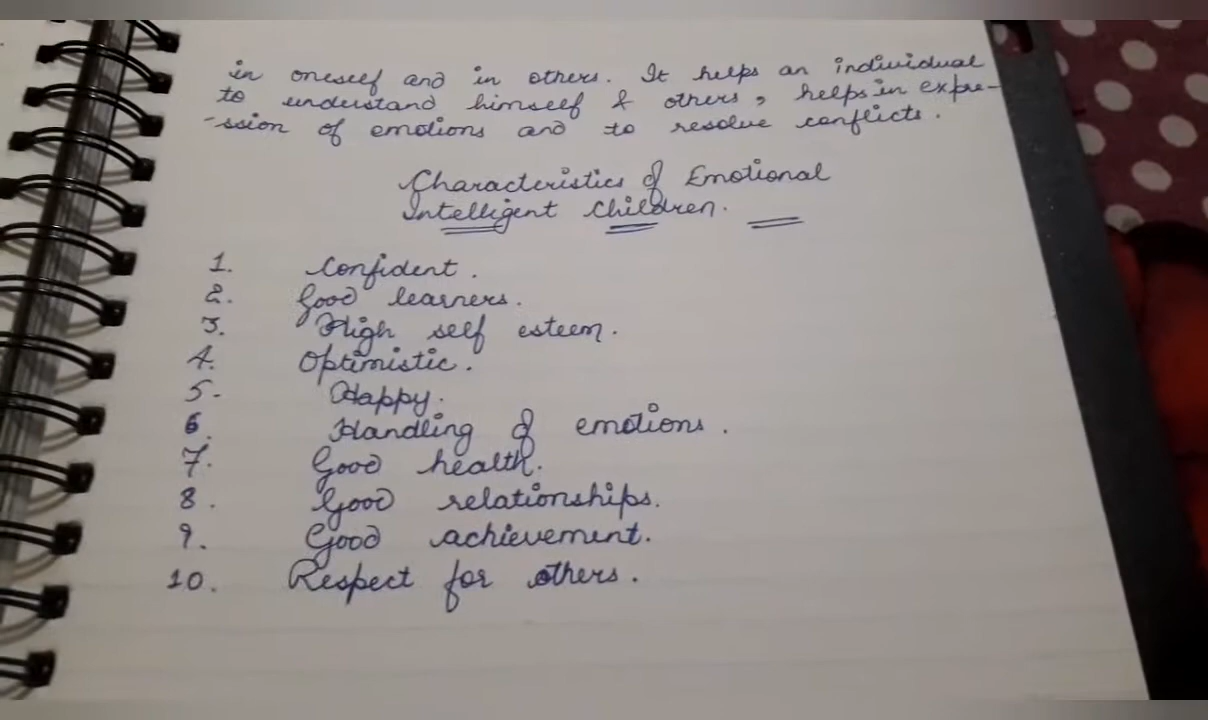 in oneself and in others. It helps an individual
to understand himself & others, helps in expre-
-ssion of emotions and to resolve conflicts.
Characteristics of Emotional
Intelligent Children.
1. Confident.
2. Good learners.
3. High self esteem.
4. Optimistic.
5. Happy.
6. Handling of emotions.
7. Good health.
8. Good relationships.
9. Good achievement.
10. Respect for others.